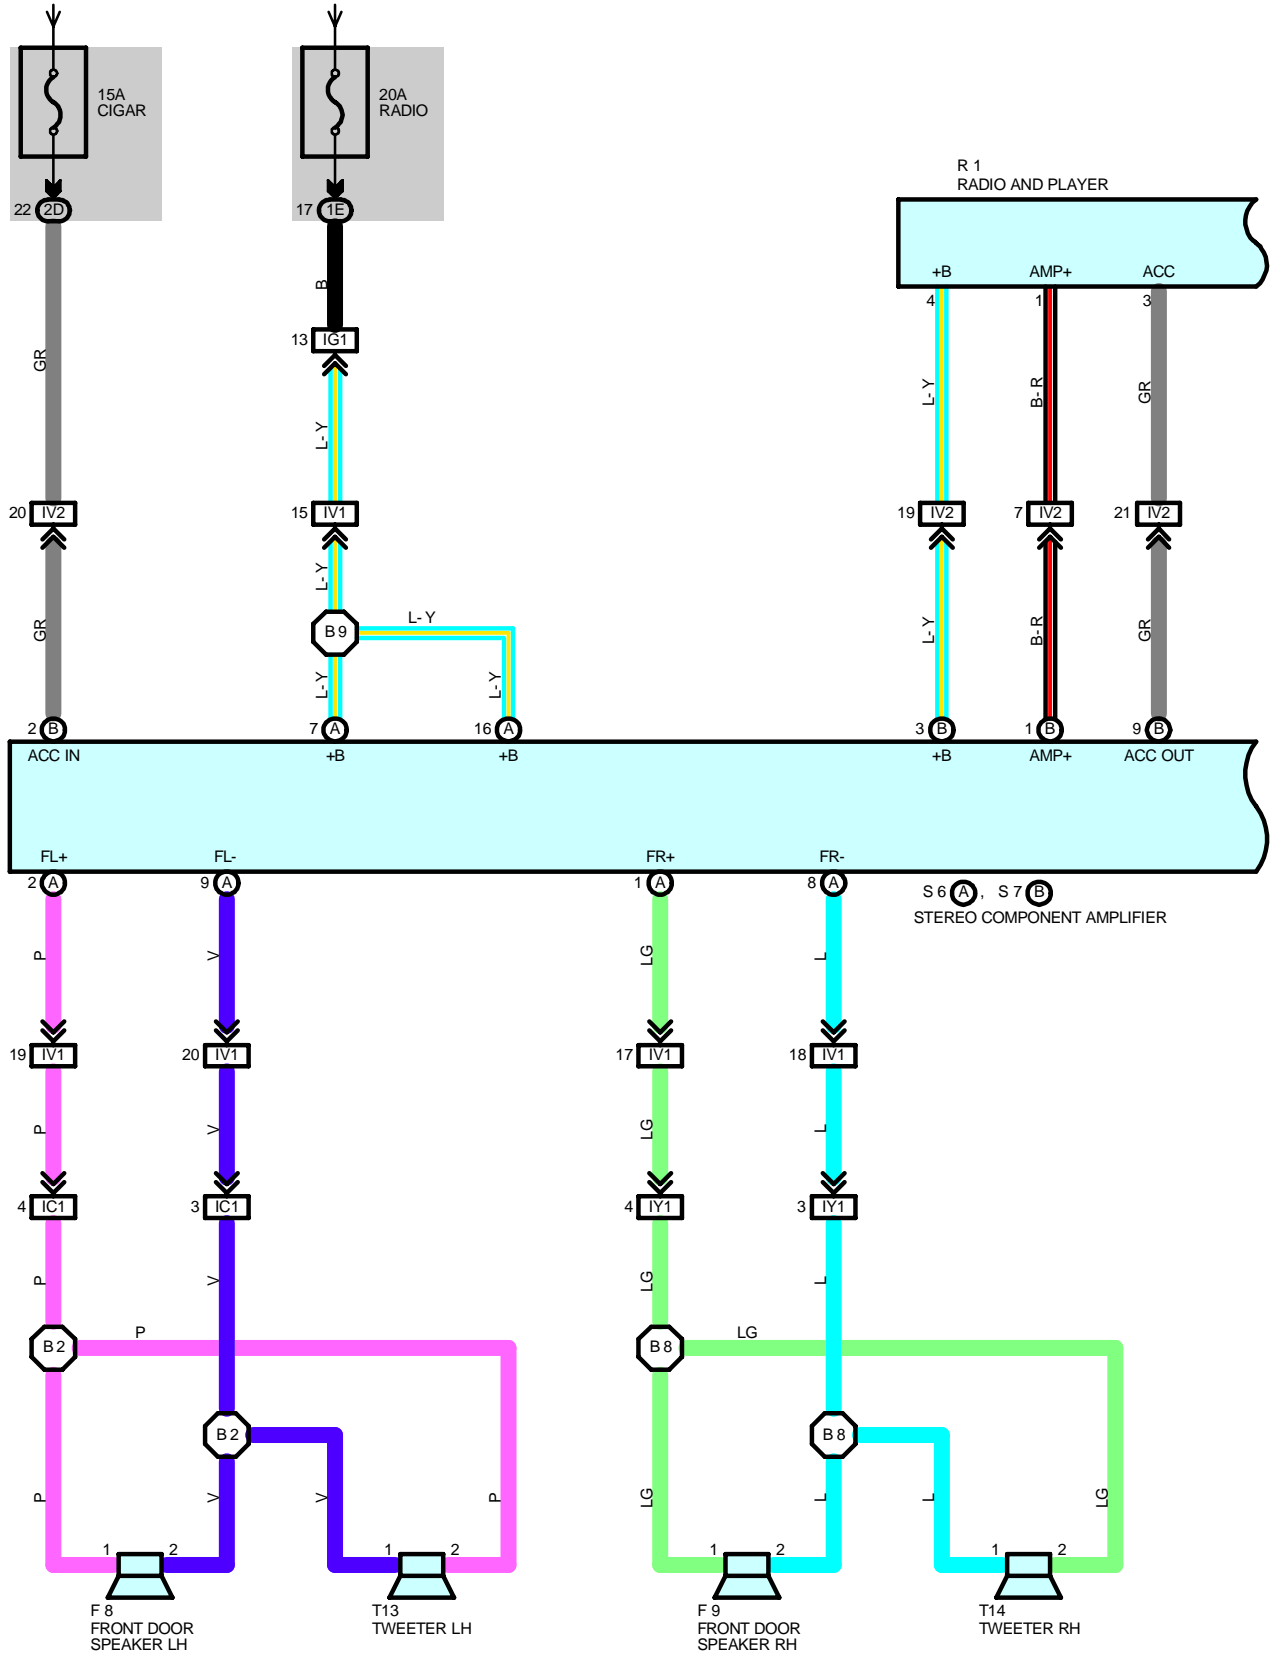 15A
CIGAR
20A
RADIO
R 1
RADIO AND PLAYER
22 2D
17 1E
+B AMP+ ACC
4 1 3
B
13 IG1
GR
L- Y
L- Y
B- R
GR
20 IV2
15 IV1
19 IV2
7 IV2
21 IV2
GR
L- Y
B 9
L- Y
L- Y
L- Y
L- Y
B- R
GR
2 B
7 A
16 A
3 B
1 B
9 B
ACC IN
+B
+B
+B
AMP+
ACC OUT
FL+
FL-
FR+
FR-
2 A
9 A
1 A
8 A
S 6 A , S 7 B
STEREO COMPONENT AMPLIFIER
P
V
LG
L
19 IV1
20 IV1
17 IV1
18 IV1
P
V
LG
L
4 IC1
3 IC1
4 IY1
3 IY1
P
V
LG
L
B 2
P
B 8
LG
B 2
B 8
P
V
V
P
LG
L
L
LG
1 2
1 2
1 2
1 2
F 8
FRONT DOOR
SPEAKER LH
T13
TWEETER LH
F 9
FRONT DOOR
SPEAKER RH
T14
TWEETER RH